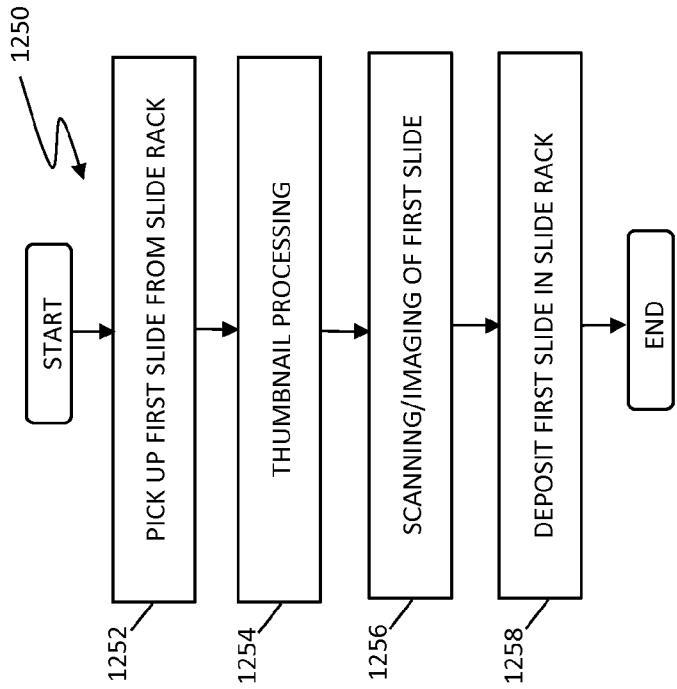 1250
START
1252
PICK UP FIRST SLIDE FROM SLIDE RACK
1254
THUMBNAIL PROCESSING
1256
SCANNING/IMAGING OF FIRST SLIDE
1258
DEPOSIT FIRST SLIDE IN SLIDE RACK
END